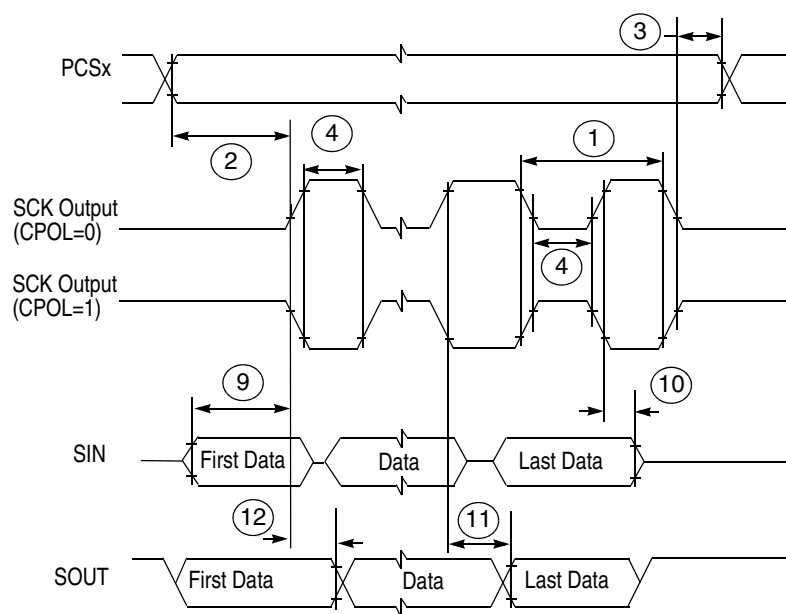 3
PCSx
2
4
1
SCK Output
(CPOL=0)
4
SCK Output
(CPOL=1)
9
10
SIN
First Data
Data
Last Data
12
11
SOUT
First Data
Data
Last Data